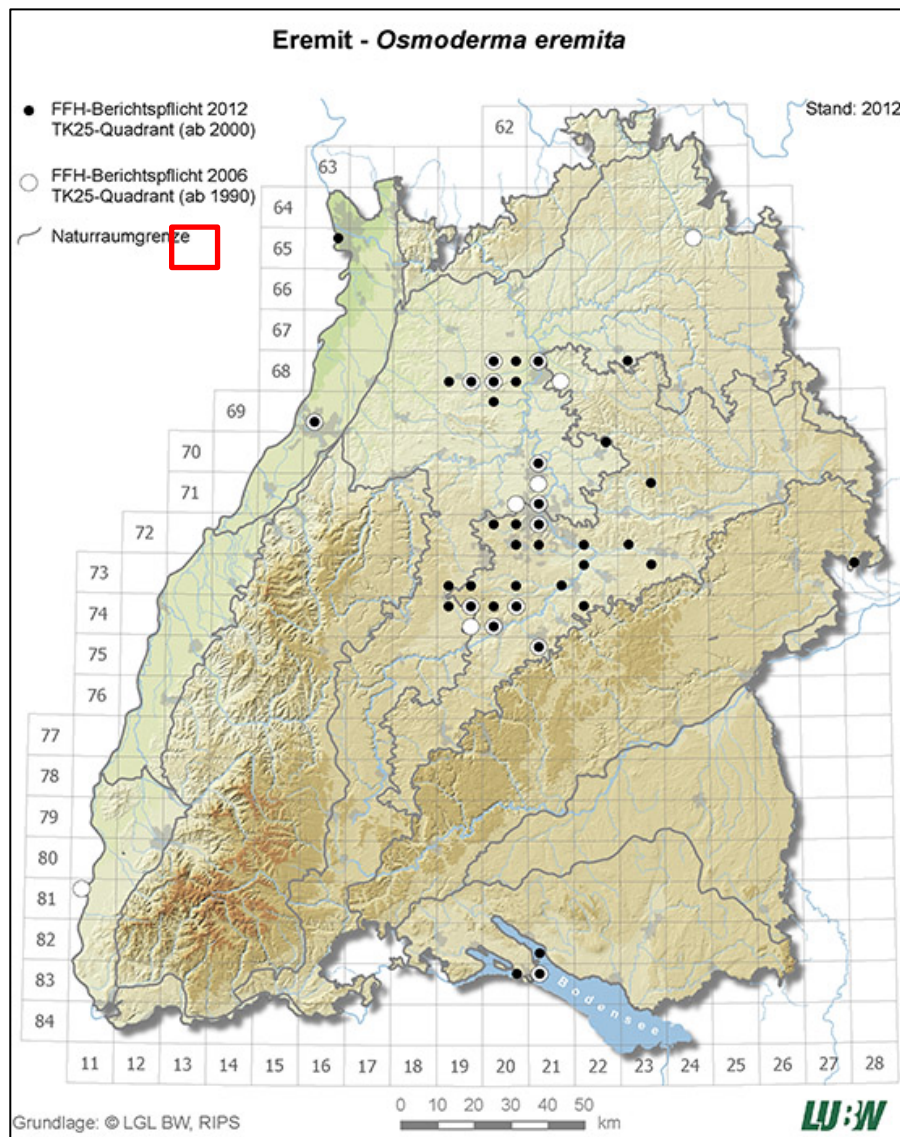 Eremit - Osmoderma eremita
FFH-Berichtspflicht 2012
TK25-Quadrant (ab 2000)
Stand: 2012
FFH-Berichtspflicht 2006
TK25-Quadrant (ab 1990)
Naturraumgrenze
62
63
64
65
66
67
68
69
70
71
72
73
74
75
76
77
78
79
80
81
82
83
84
Bodensee
11 12 13 14 15 16 17 18 19 20 21 22 23 24 25 26 27 28
0 10 20 30 40 50 km
Grundlage: © LGL BW, RIPS
LUBW